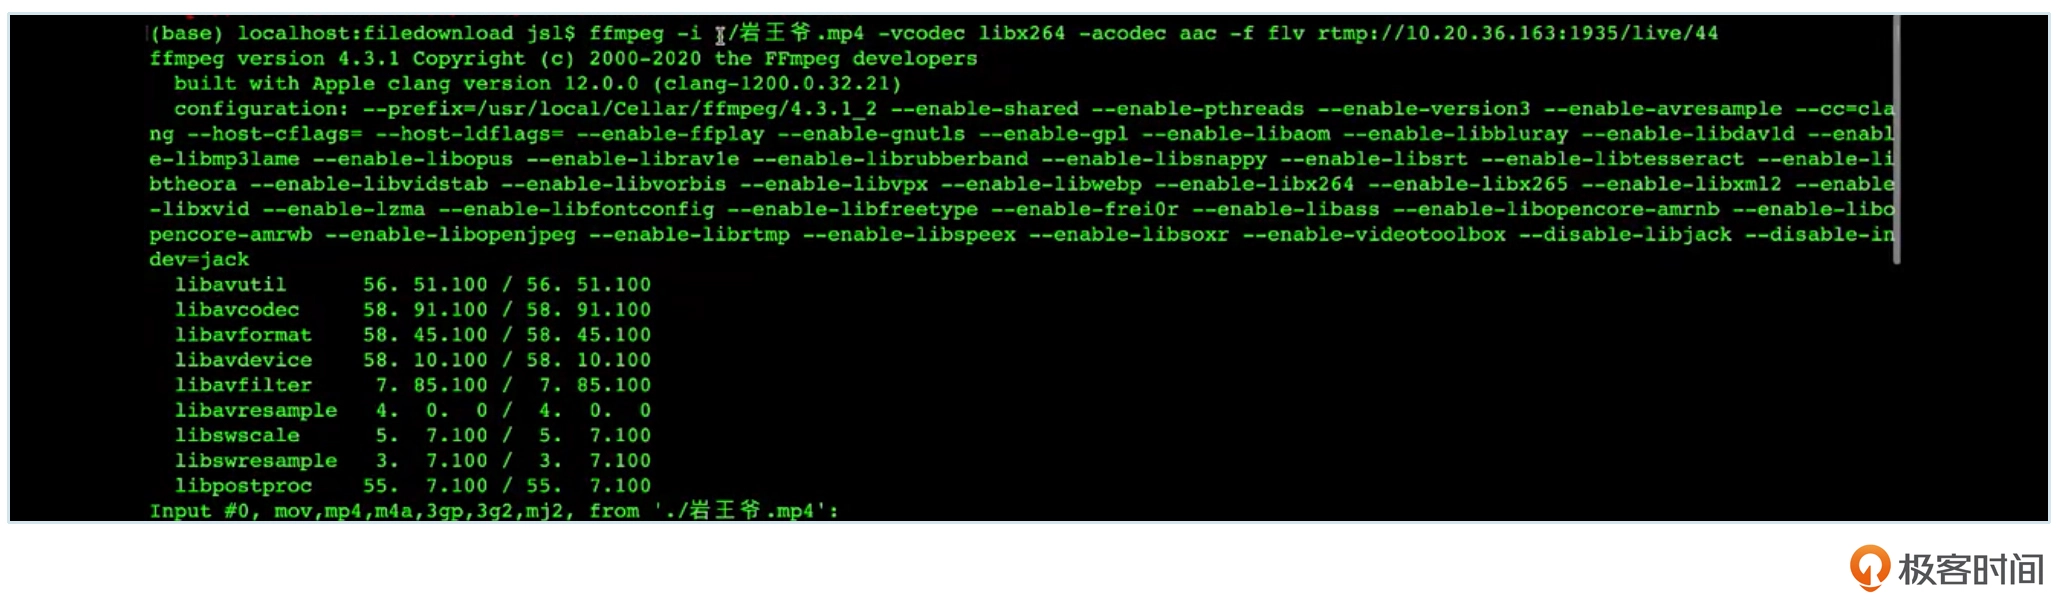 (base) localhost:filedownload jsl$ ffmpeg -i ./岩王爷.mp4 -vcodec libx264 -acodec aac -f flv rtmp://10.20.36.163:1935/live/44
ffmpeg version 4.3.1 Copyright (c) 2000-2020 the FFmpeg developers
  built with Apple clang version 12.0.0 (clang-1200.0.32.21)
  configuration: --prefix=/usr/local/Cellar/ffmpeg/4.3.1_2 --enable-shared --enable-pthreads --enable-version3 --enable-avresample --cc=cla
ng --host-cflags= --host-ldflags= --enable-ffplay --enable-gnutls --enable-gpl --enable-libaom --enable-libbluray --enable-libdav1d --enabl
e-libmp3lame --enable-libopus --enable-librav1e --enable-librubberband --enable-libsnappy --enable-libsrt --enable-libtesseract --enable-li
btheora --enable-libvidstab --enable-libvorbis --enable-libvpx --enable-libwebp --enable-libx264 --enable-libx265 --enable-libxml2 --enable
-libxvid --enable-lzma --enable-libfontconfig --enable-libfreetype --enable-frei0r --enable-libass --enable-libopencore-amrnb --enable-libo
pencore-amrwb --enable-libopenjpeg --enable-librtmp --enable-libspeex --enable-libsoxr --enable-videotoolbox --disable-libjack --disable-in
dev=jack
  libavutil      56. 51.100 / 56. 51.100
  libavcodec     58. 91.100 / 58. 91.100
  libavformat    58. 45.100 / 58. 45.100
  libavdevice    58. 10.100 / 58. 10.100
  libavfilter     7. 85.100 /  7. 85.100
  libavresample   4.  0.  0 /  4.  0.  0
  libswscale      5.  7.100 /  5.  7.100
  libswresample   3.  7.100 /  3.  7.100
  libpostproc    55.  7.100 / 55.  7.100
Input #0, mov,mp4,m4a,3gp,3g2,mj2, from './岩王爷.mp4':
极客时间